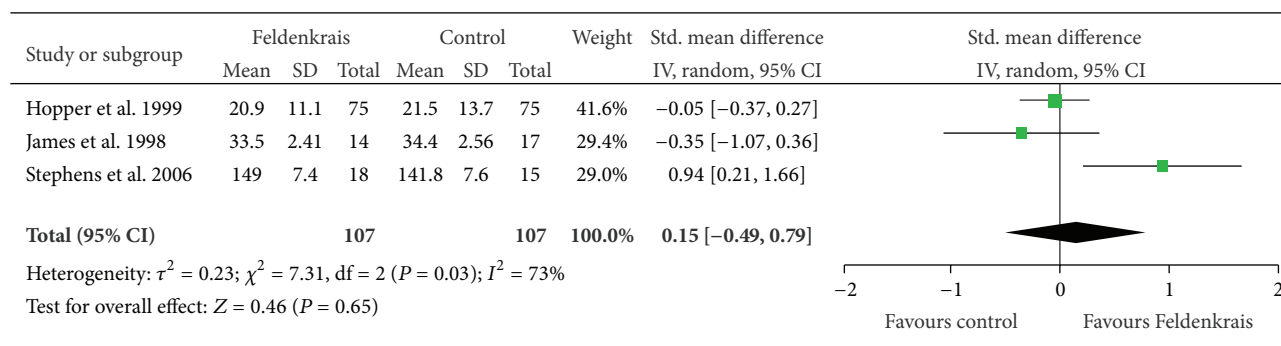 Study or subgroup Feldenkrais Control Weight Std. mean difference Std. mean difference
Mean SD Total Mean SD Total IV, random, 95% CI IV, random, 95% CI
Hopper et al. 1999 20.9 11.1 75 21.5 13.7 75 41.6% −0.05 [−0.37, 0.27]
James et al. 1998 33.5 2.41 14 34.4 2.56 17 29.4% −0.35 [−1.07, 0.36]
Stephens et al. 2006 149 7.4 18 141.8 7.6 15 29.0% 0.94 [0.21, 1.66]
Total (95% CI) 107 107 100.0% 0.15 [−0.49, 0.79]
Heterogeneity: τ² = 0.23; χ² = 7.31, df = 2 (P = 0.03); I² = 73%
Test for overall effect: Z = 0.46 (P = 0.65)
−2 −1 0 1 2
Favours control Favours Feldenkrais